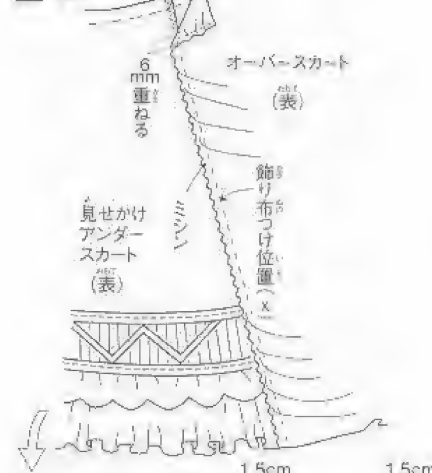 オーバースカート
(表)
6
mm
重ねる
飾り布つけ位置(×)
ミシン
見せかけ
アンダー
スカート
(表)
1.5cm
1.5cm